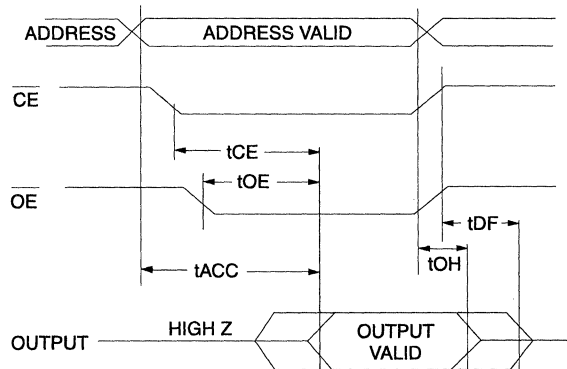 ADDRESS
ADDRESS VALID
CE
tCE
tOE
OE
tDF
tACC
tOH
HIGH Z
OUTPUT
OUTPUT
VALID